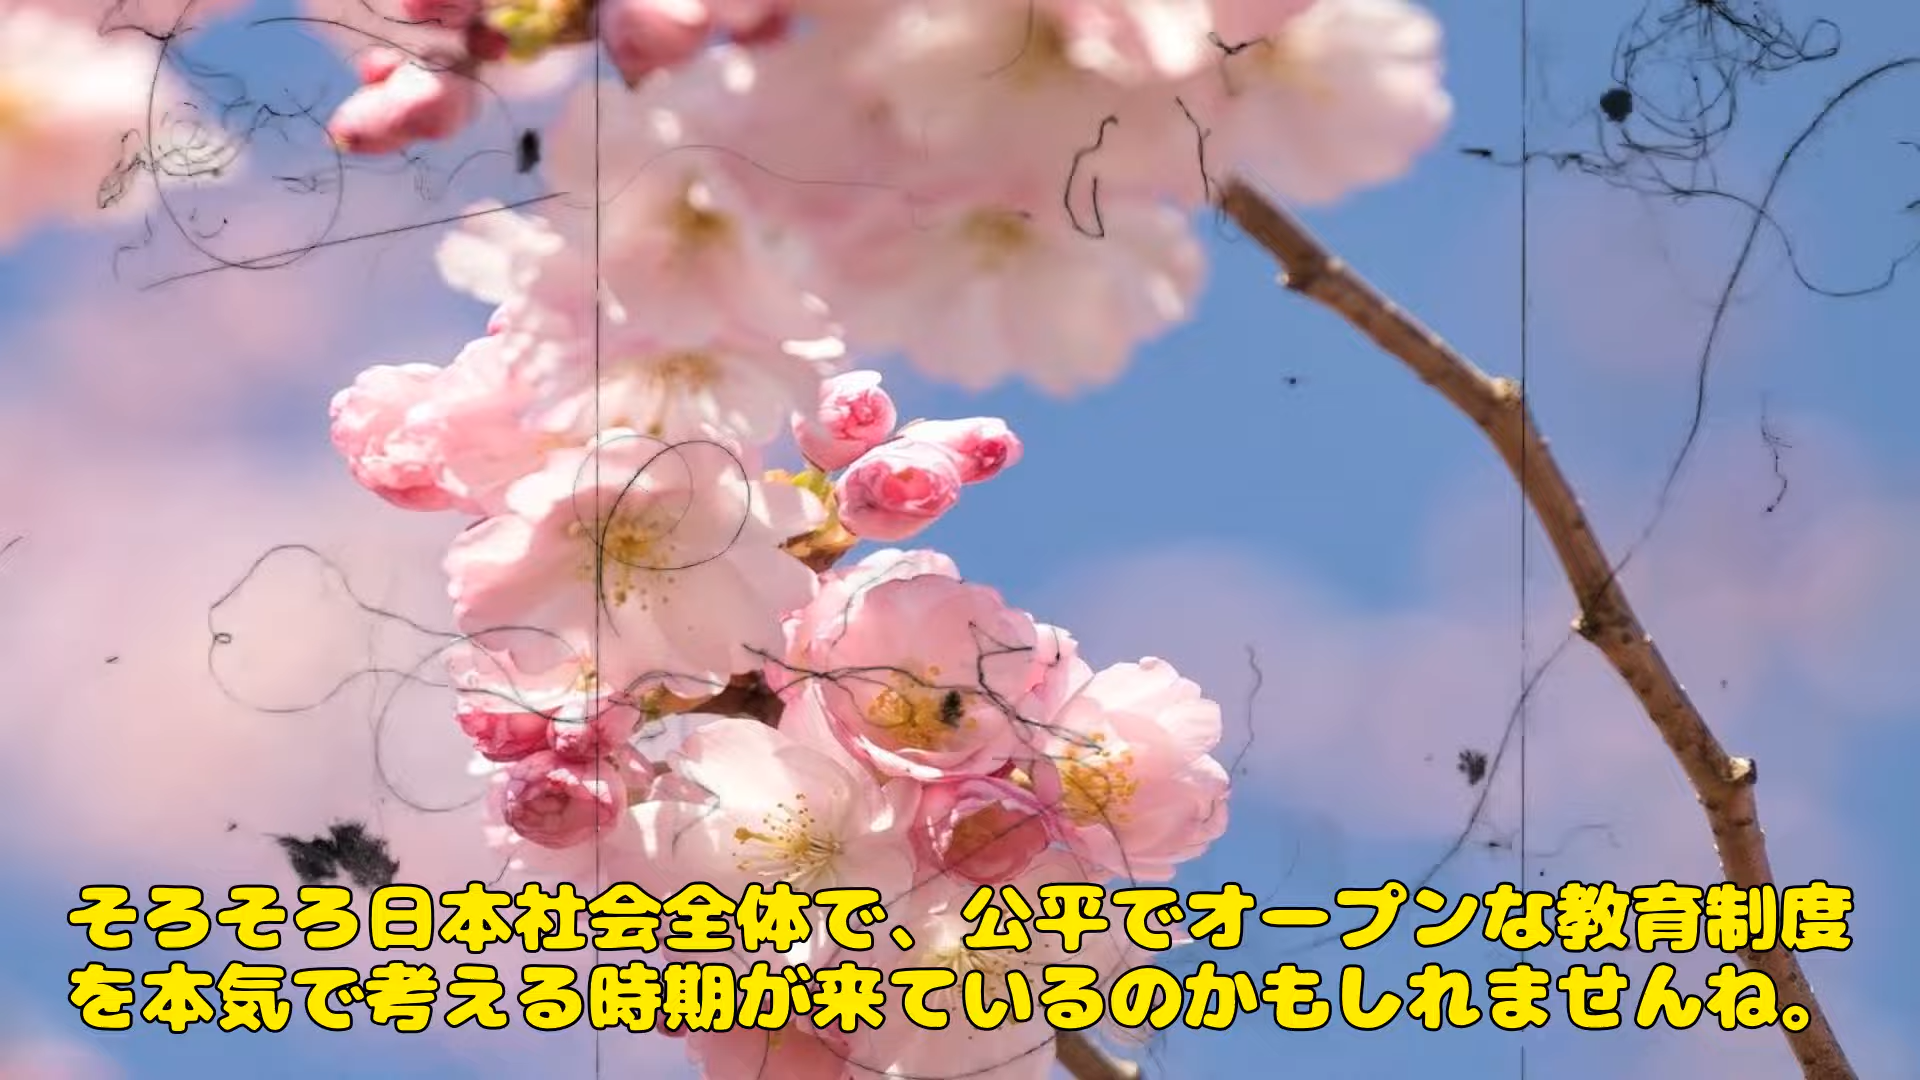 そろそろ日本社会全体で、公平でオープンな教育制度
を本気で考える時期が来ているのかもしれませんね。